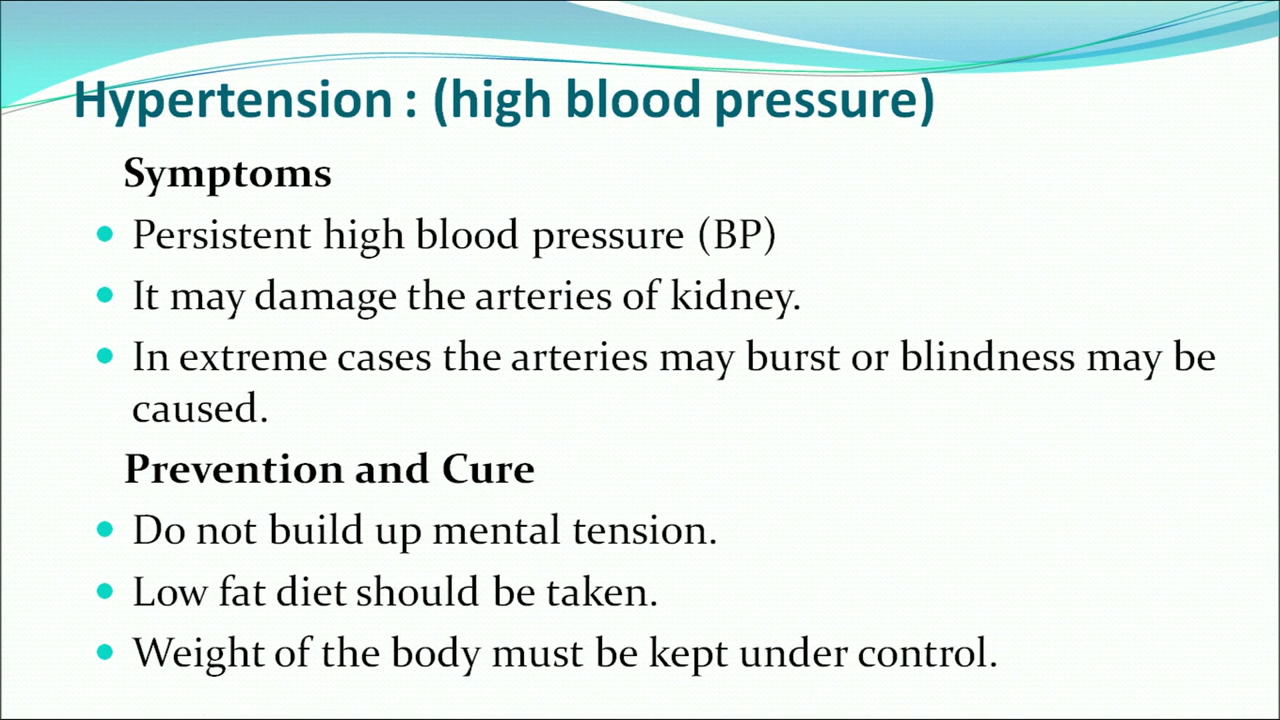 Hypertension : (high blood pressure)
Symptoms
Persistent high blood pressure (BP)
It may damage the arteries of kidney.
In extreme cases the arteries may burst or blindness may be
caused.
Prevention and Cure
Do not build up mental tension.
Low fat diet should be taken.
Weight of the body must be kept under control.